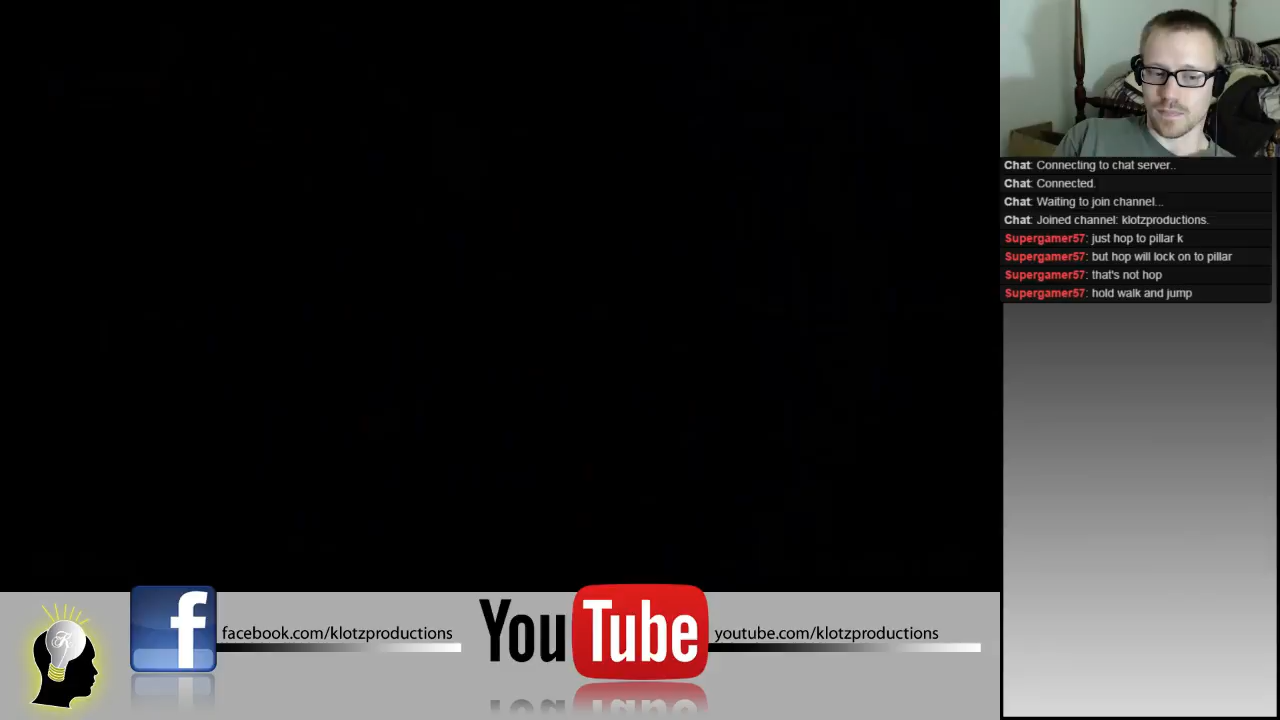 Chat: Connecting to chat server..
Chat: Connected.
Chat: Waiting to join channel...
Chat: Joined channel: klotzproductions.
Supergamer57: just hop to pillar k
Supergamer57: but hop will lock on to pillar
Supergamer57: that's not hop
Supergamer57: hold walk and jump
K
f
facebook.com/klotzproductions
YouTube
youtube.com/klotzproductions